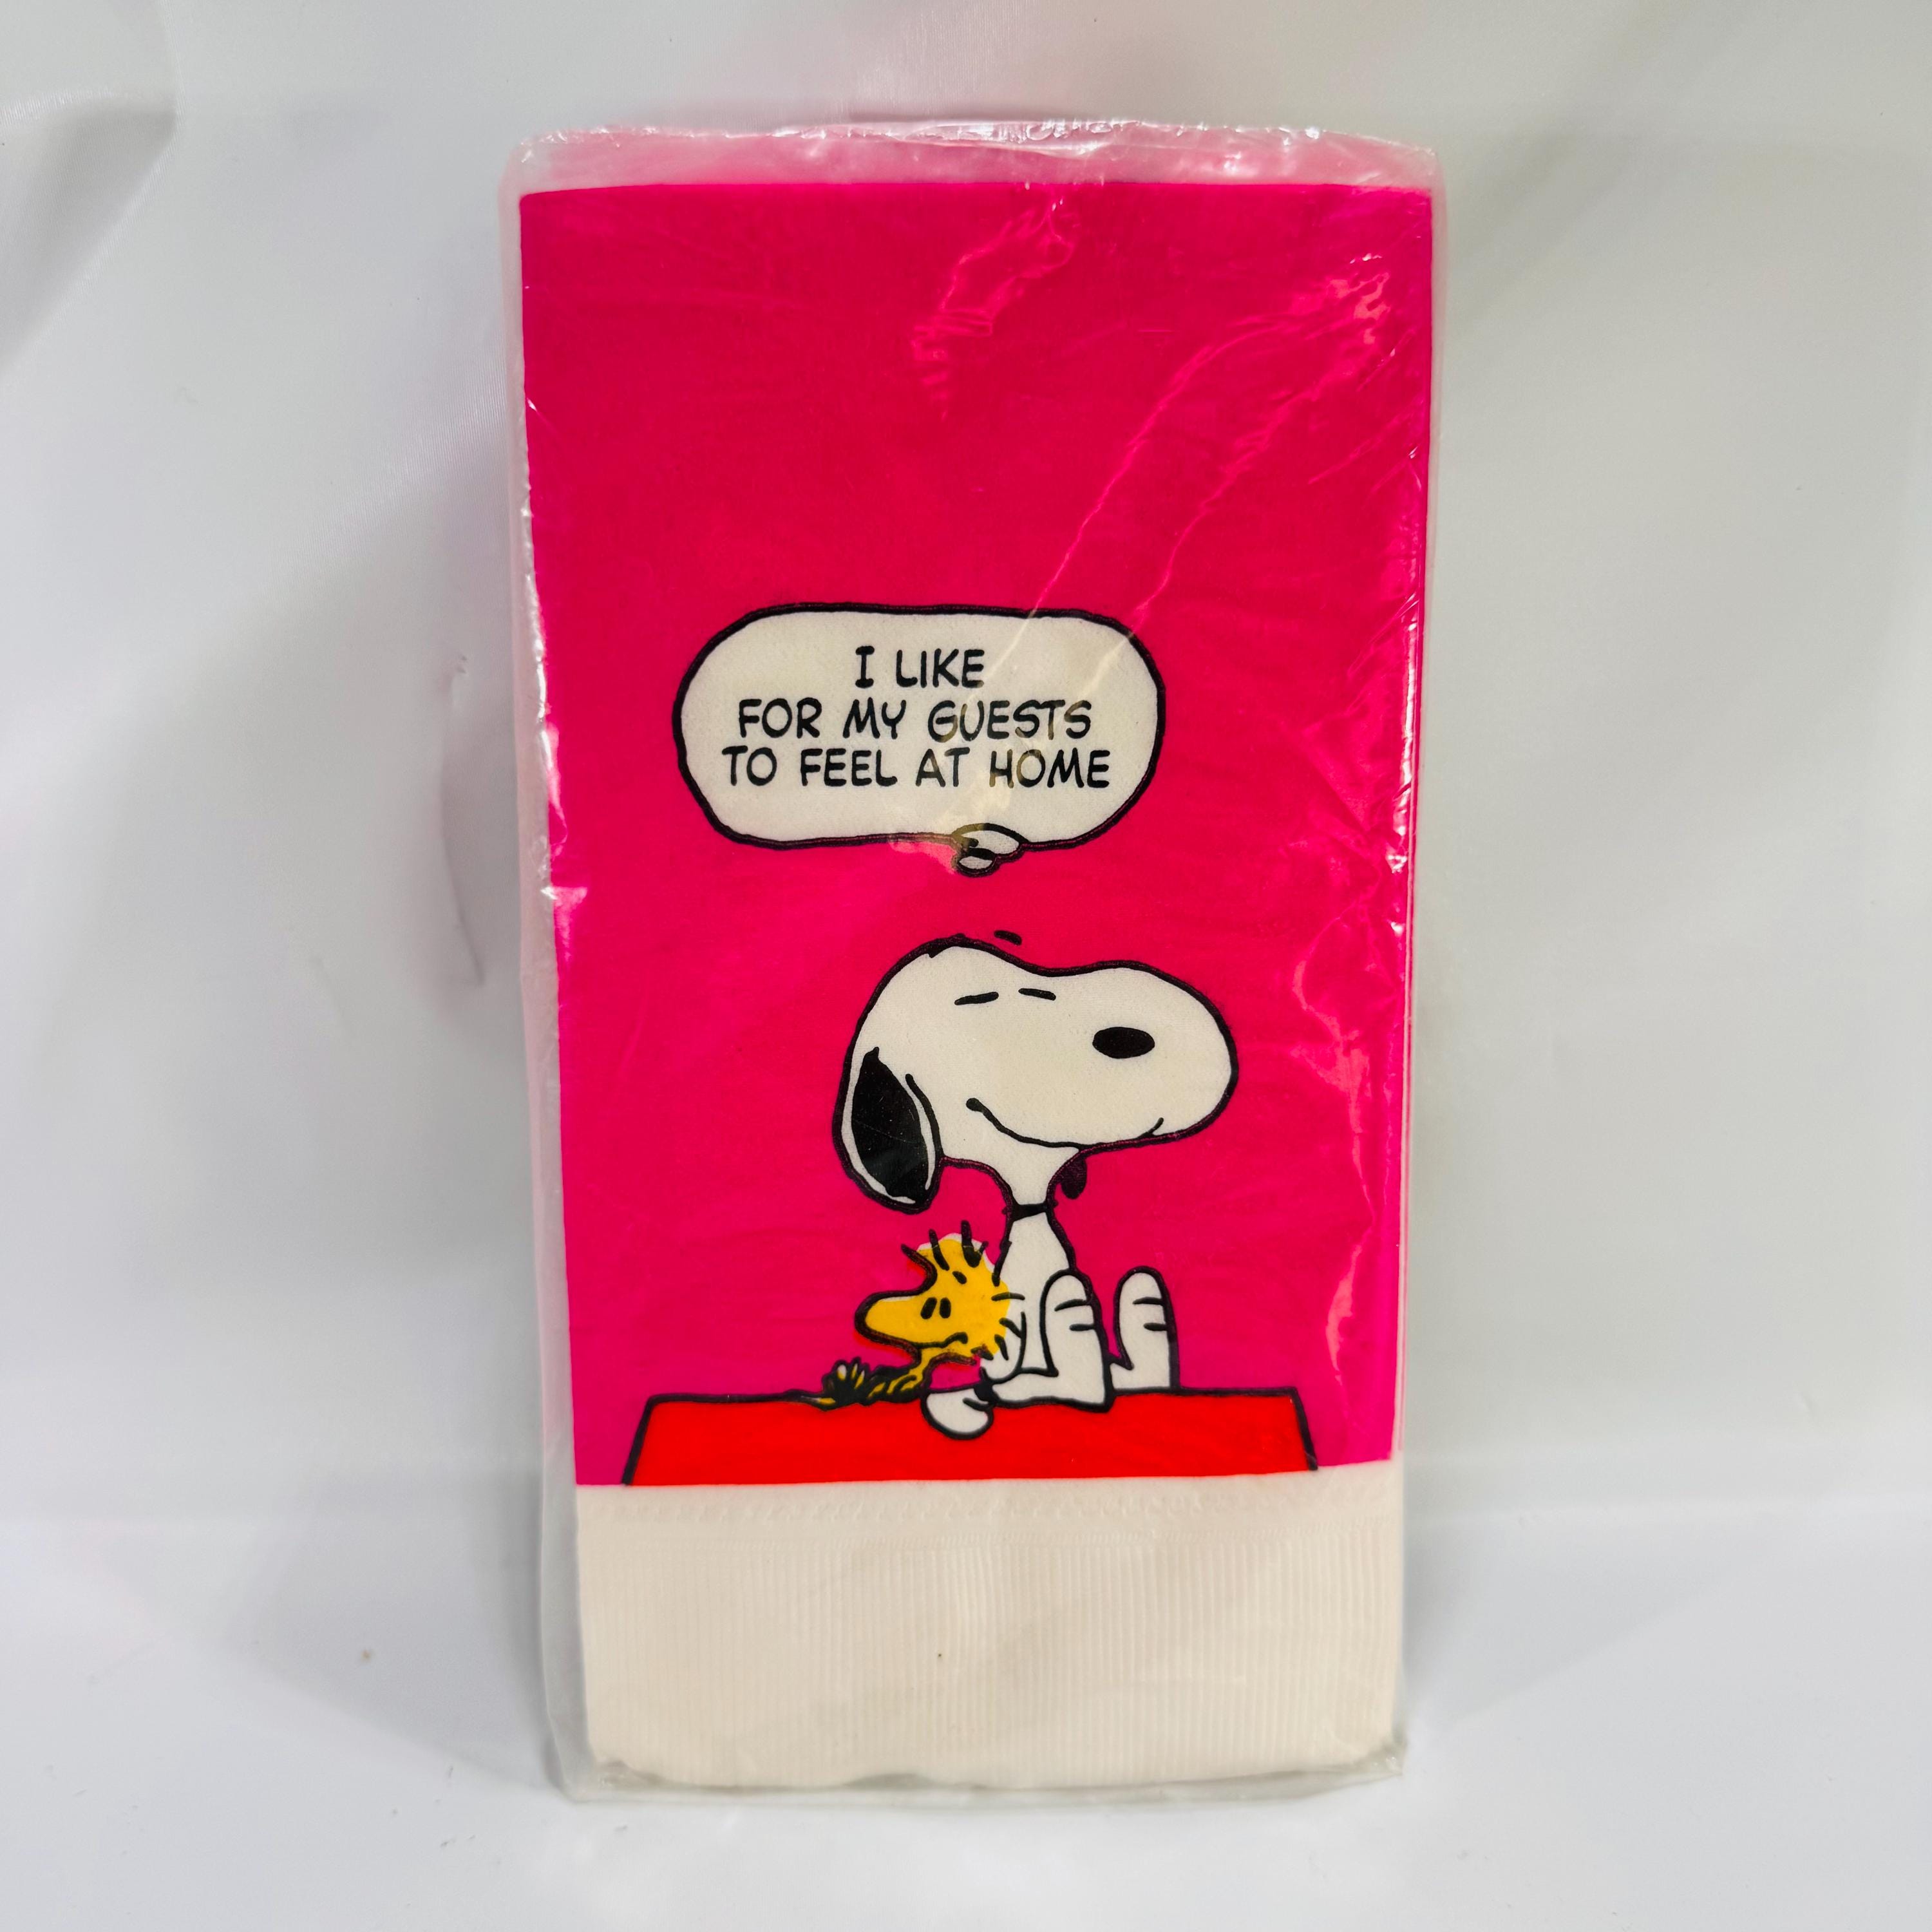 I LIKE
FOR MY GUESTS
TO FEEL AT HOME